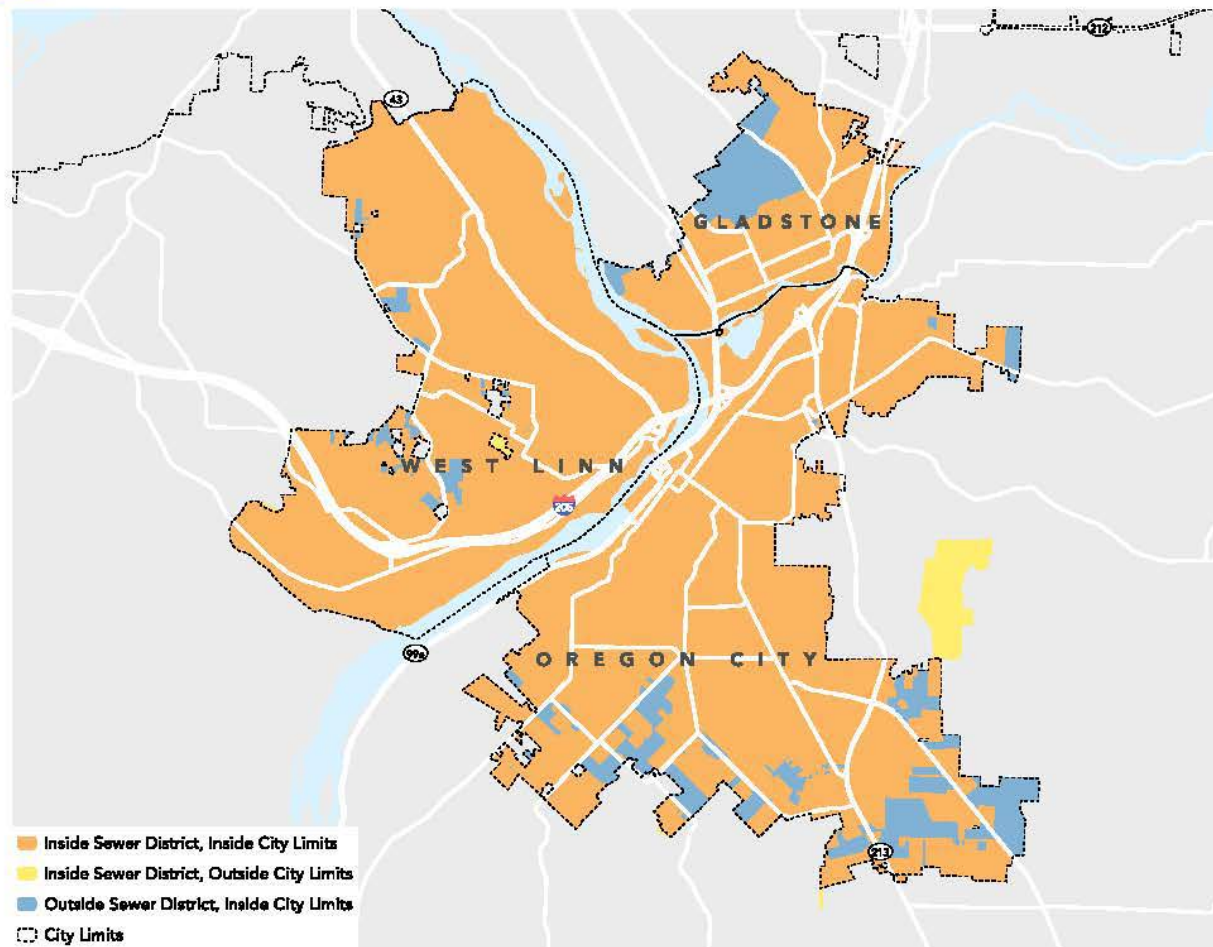 212
43
GLADSTONE
WEST LINN
205
99e
OREGON CITY
213
Inside Sewer District, Inside City Limits
Inside Sewer District, Outside City Limits
Outside Sewer District, Inside City Limits
City Limits